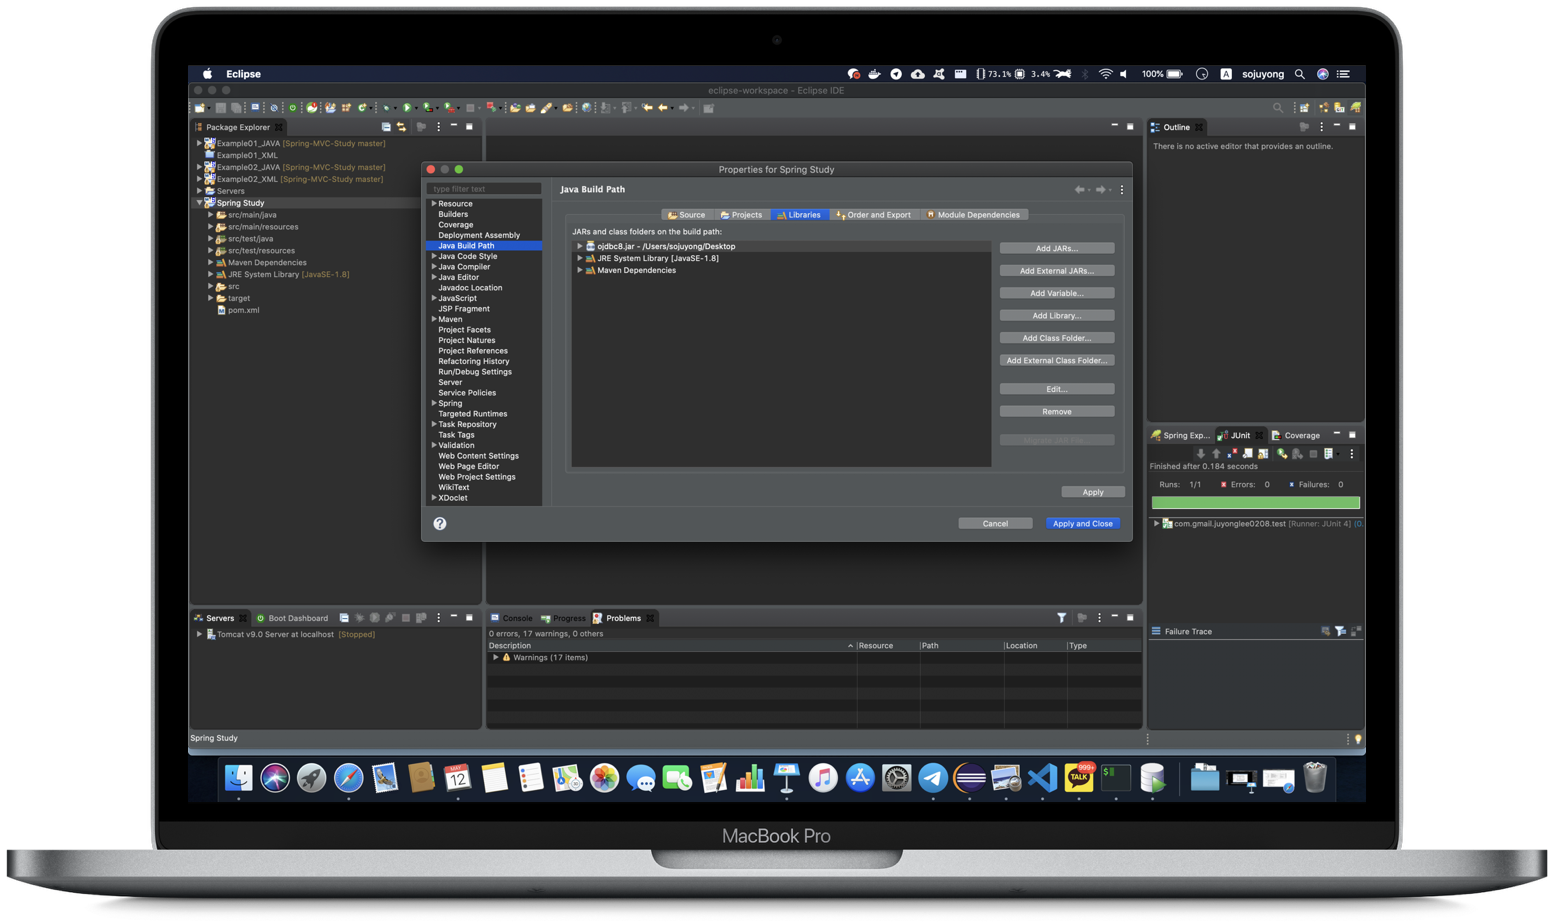 Eclipse
73.1%
3.4%
100%
A
sojuyong
eclipse-workspace - Eclipse IDE
Package Explorer
Example01_JAVA [Spring-MVC-Study master]
Example01_XML
Example02_JAVA [Spring-MVC-Study master]
Example02_XML [Spring-MVC-Study master]
Servers
Spring Study
src/main/java
src/main/resources
src/test/java
src/test/resources
Maven Dependencies
JRE System Library [JavaSE-1.8]
src
target
pom.xml
Properties for Spring Study
type filter text
Resource
Builders
Coverage
Deployment Assembly
Java Build Path
Java Code Style
Java Compiler
Java Editor
Javadoc Location
JavaScript
JSP Fragment
Maven
Project Facets
Project Natures
Project References
Refactoring History
Run/Debug Settings
Server
Service Policies
Spring
Targeted Runtimes
Task Repository
Task Tags
Validation
Web Content Settings
Web Page Editor
Web Project Settings
WikiText
XDoclet
Java Build Path
Source
Projects
Libraries
Order and Export
Module Dependencies
JARs and class folders on the build path:
ojdbc8.jar - /Users/sojuyong/Desktop
JRE System Library [JavaSE-1.8]
Maven Dependencies
Add JARs...
Add External JARs...
Add Variable...
Add Library...
Add Class Folder...
Add External Class Folder...
Edit...
Remove
Migrate JAR File...
Apply
Cancel
Apply and Close
Outline
There is no active editor that provides an outline.
Spring Exp...
JUnit
Coverage
Finished after 0.184 seconds
Runs: 1/1
Errors: 0
Failures: 0
com.gmail.juyonglee0208.test [Runner: JUnit 4] (0.
Failure Trace
Servers
Boot Dashboard
Tomcat v9.0 Server at localhost [Stopped]
Console
Progress
Problems
0 errors, 17 warnings, 0 others
Description
Resource
Path
Location
Type
Warnings (17 items)
Spring Study
12
TALK
999+
MacBook Pro